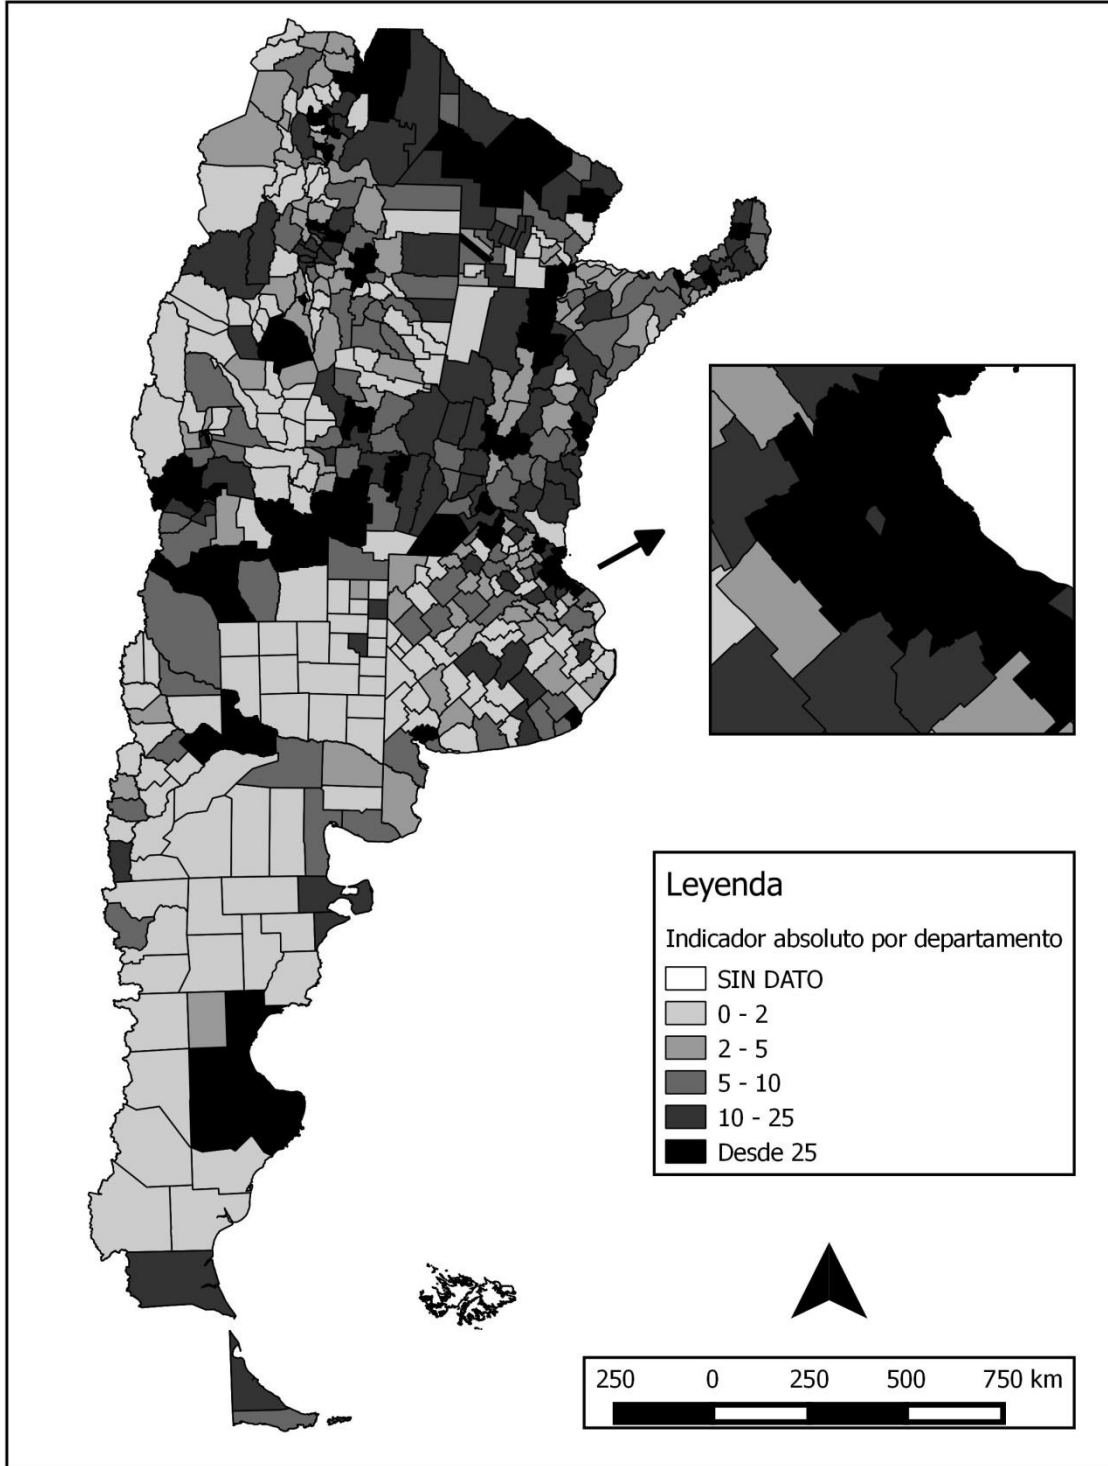 Leyenda
Indicador absoluto por departamento
SIN DATO
0 - 2
2 - 5
5 - 10
10 - 25
Desde 25
250 0 250 500 750 km